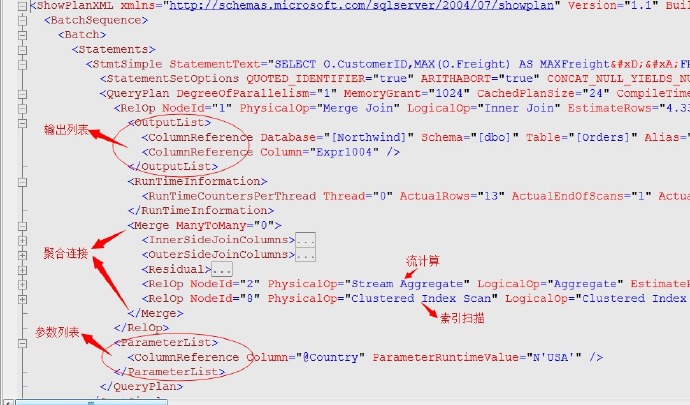 <ShowPlanXML xmlns="http://schemas.microsoft.com/sqlserver/2004/07/showplan" Version="1.1" Buil
<BatchSequence>
<Batch>
<Statements>
<StmtSimple StatementText="SELECT O.CustomerID,MAX(O.Freight) AS MAXFreight&#xD;&#xA;FR
<StatementSetOptions QUOTED_IDENTIFIER="true" ARITHABORT="true" CONCAT_NULL_YIELDS_NU
<QueryPlan DegreeOfParallelism="1" MemoryGrant="1024" CachedPlanSize="24" CompileTime
<RelOp NodeId="1" PhysicalOp="Merge Join" LogicalOp="Inner Join" EstimateRows="4.33
<OutputList>
输出列表
<ColumnReference Database="[Northwind]" Schema="[dbo]" Table="[Orders]" Alias="
<ColumnReference Column="Expr1004" />
</OutputList>
<RunTimeInformation>
<RunTimeCountersPerThread Thread="0" ActualRows="13" ActualEndOfScans="1" Actua
</RunTimeInformation>
<Merge ManyToMany="0">
<InnerSideJoinColumns>...
聚合连接
<OuterSideJoinColumns>...
流计算
<Residual>...
<RelOp NodeId="2" PhysicalOp="Stream Aggregate" LogicalOp="Aggregate" EstimateR
<RelOp NodeId="8" PhysicalOp="Clustered Index Scan" LogicalOp="Clustered Index
</Merge>
索引扫描
</RelOp>
参数列表
<ParameterList>
<ColumnReference Column="@Country" ParameterRuntimeValue="N'USA'" />
</ParameterList>
</QueryPlan>